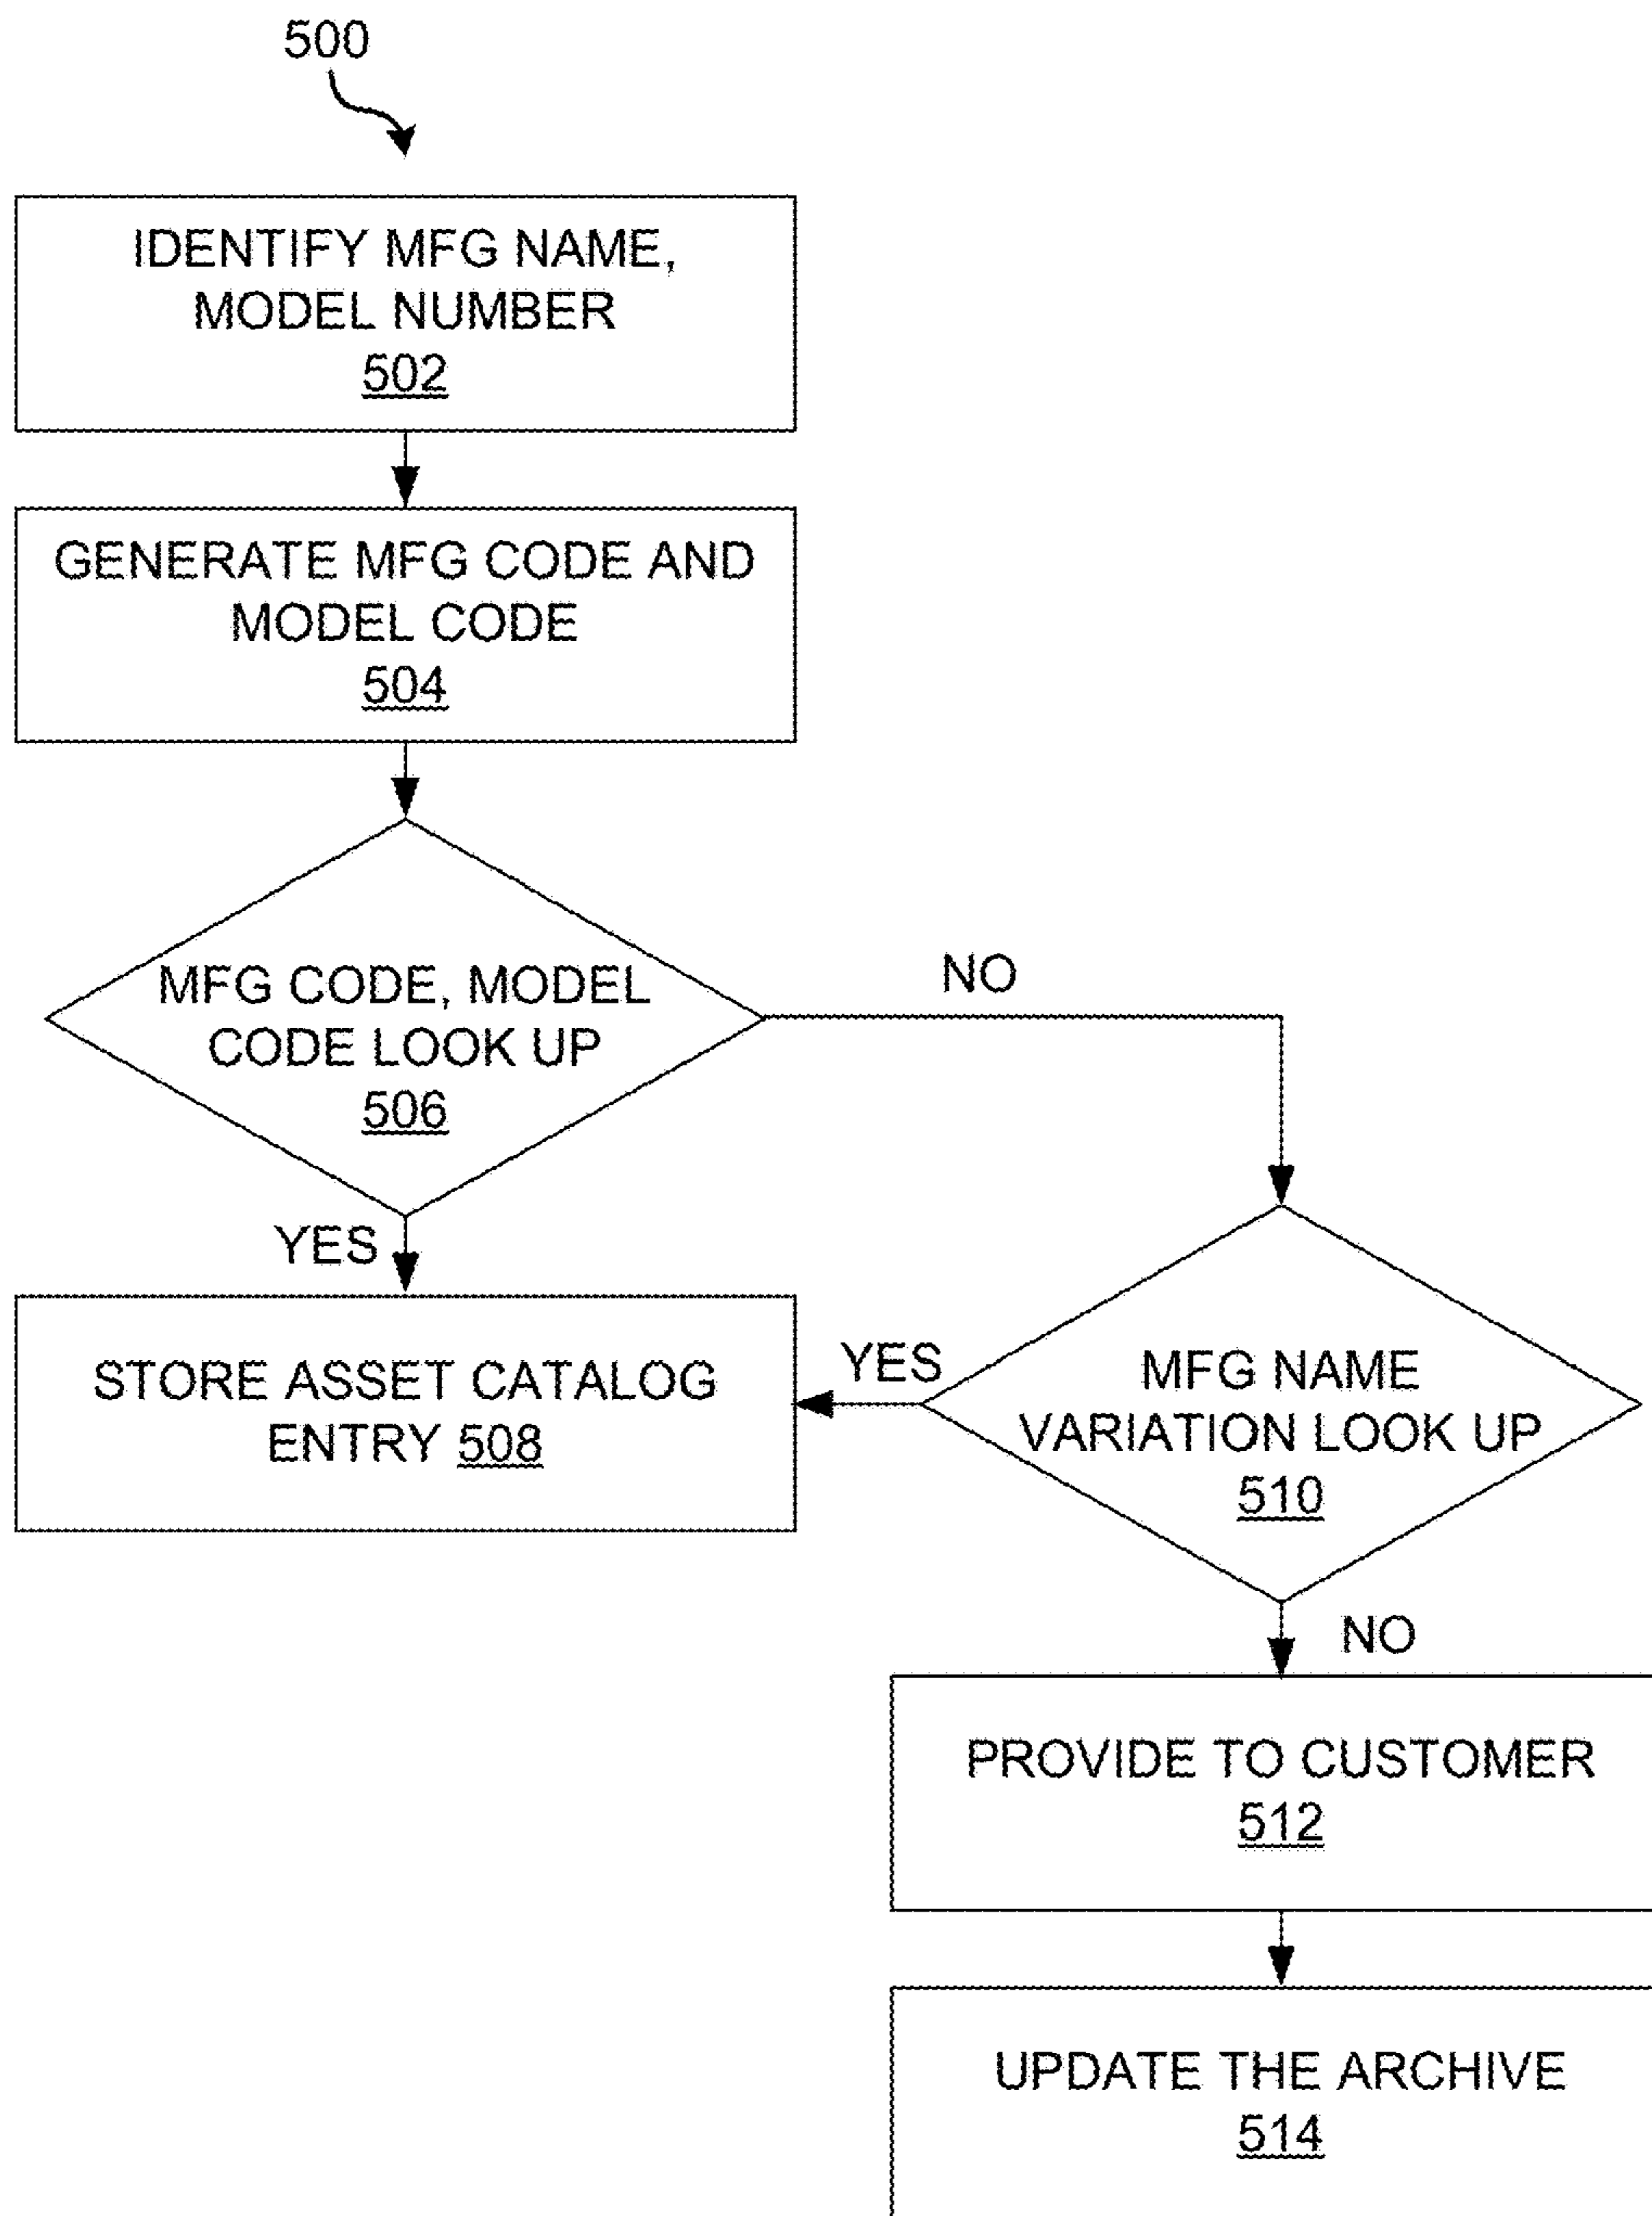 500
IDENTIFY MFG NAME,
MODEL NUMBER
502
GENERATE MFG CODE AND
MODEL CODE
504
MFG CODE, MODEL
CODE LOOK UP
506
NO
YES
STORE ASSET CATALOG
ENTRY 508
YES
MFG NAME
VARIATION LOOK UP
510
NO
PROVIDE TO CUSTOMER
512
UPDATE THE ARCHIVE
514